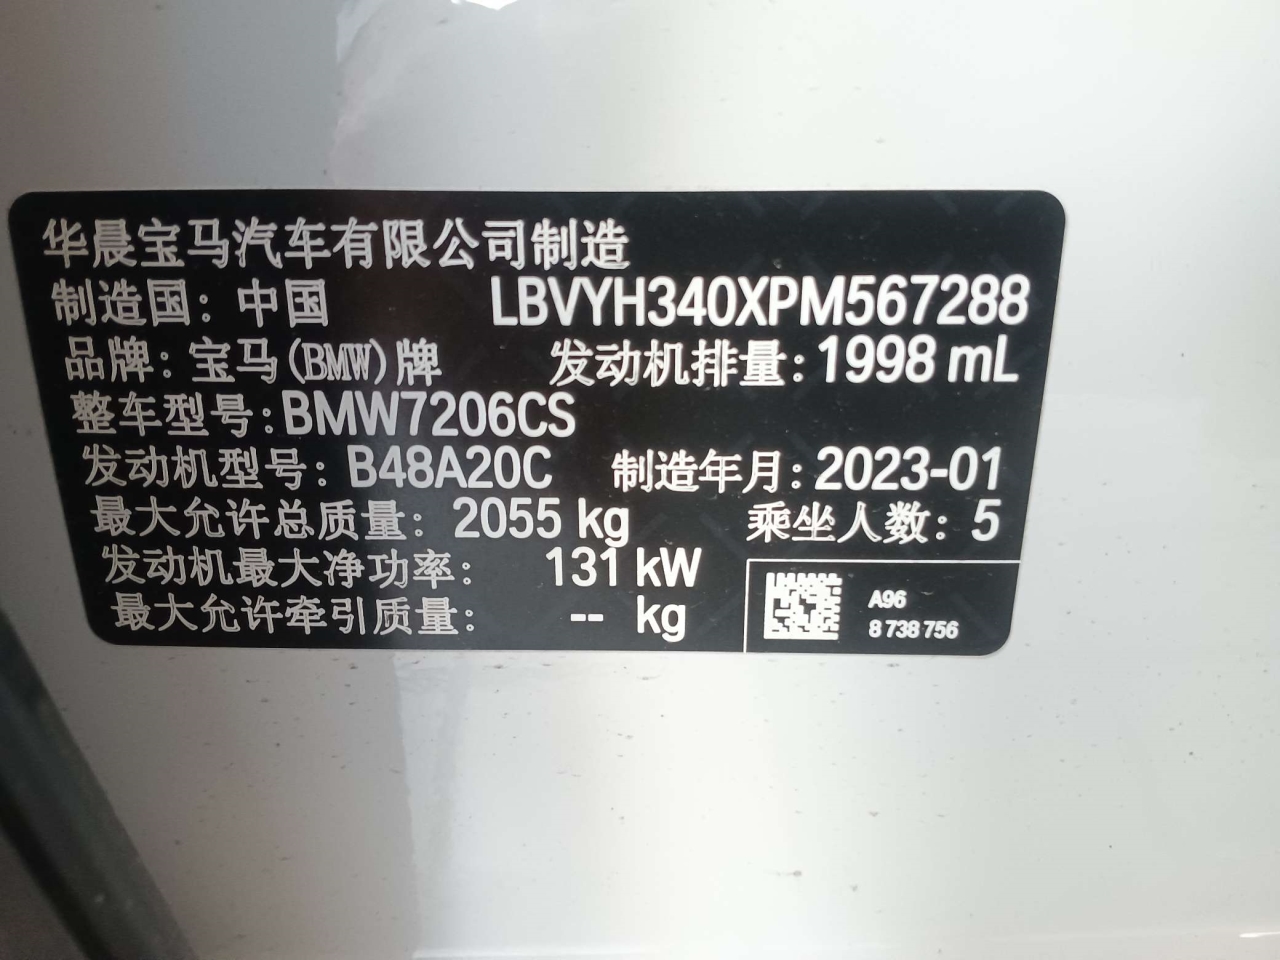 华晨宝马汽车有限公司制造
制造国：中国 LBVYH340XPM567288
品牌：宝马(BMW)牌 发动机排量：1998 mL
整车型号：BMW7206CS
发动机型号：B48A20C 制造年月：2023-01
最大允许总质量：2055 kg 乘坐人数：5
发动机最大净功率：131 kW
最大允许牵引质量：-- kg
A96
8 738 756